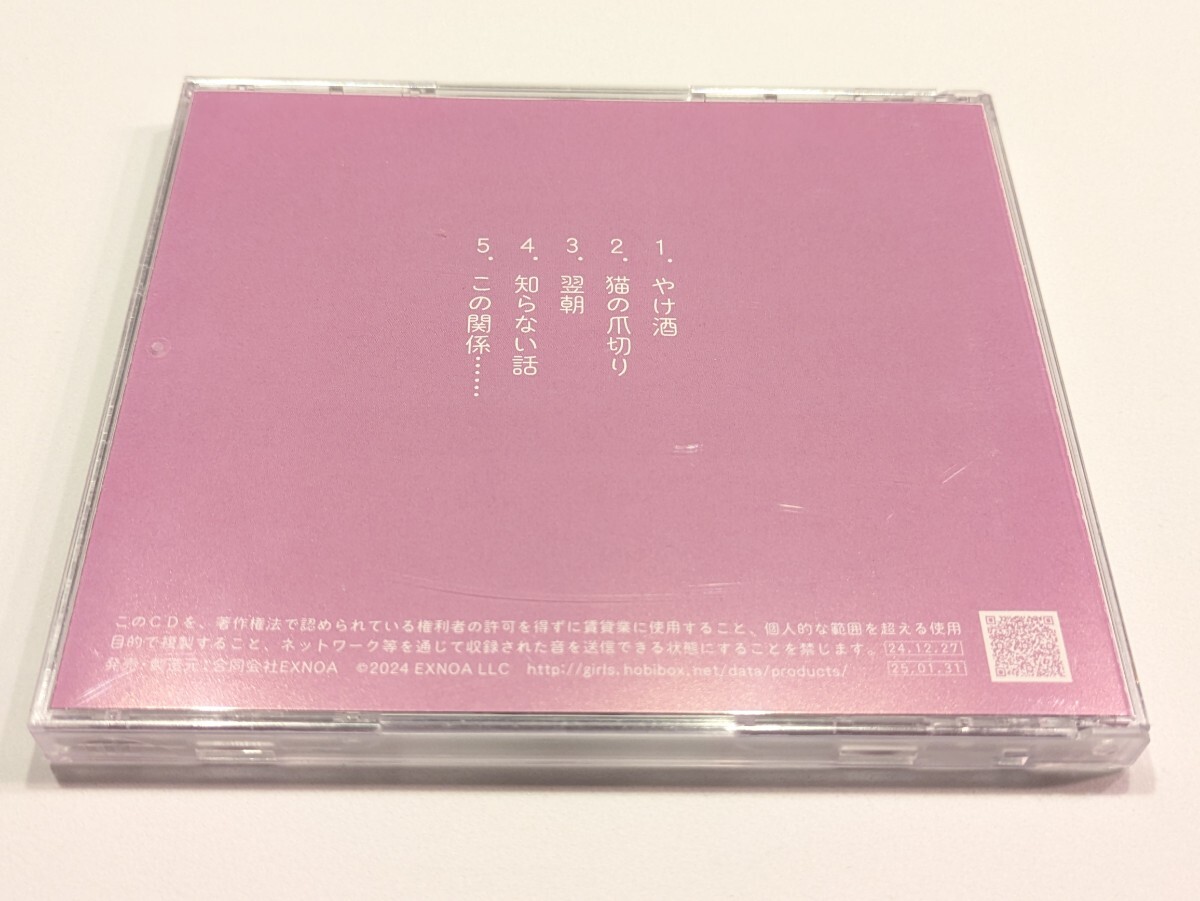 1. やけ酒
2. 猫の爪切り
3. 翌朝
4. 知らない話
5. この関係……
このCDを、著作権法で認められている権利者の許可を得ずに賃貸業に使用すること、個人的な範囲を超える使用
目的で複製すること、ネットワーク等を通じて収録された音を送信できる状態にすることを禁じます。 24.12.27
発売・製造元：合同会社EXNOA ©2024 EXNOA LLC http://girls.hobibox.net/data/products/ 25.01.31